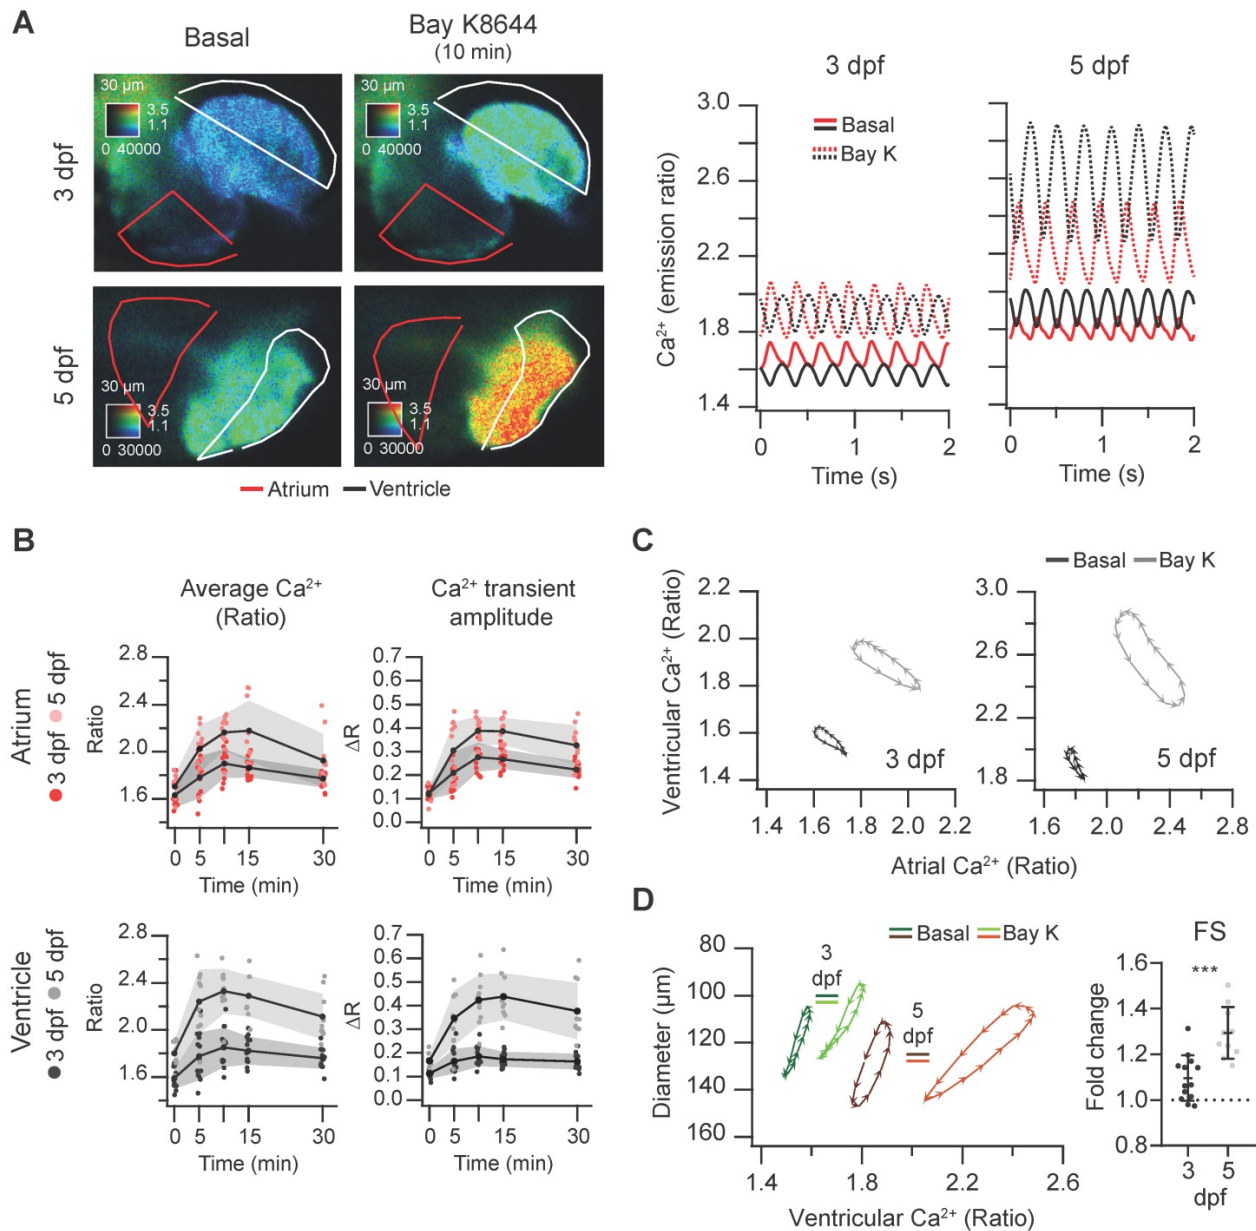 A
Basal
Bay K8644
(10 min)
3 dpf
30 µm
3.5
1.1
0 40000
30 µm
3.5
1.1
0 40000
5 dpf
30 µm
3.5
1.1
0 30000
30 µm
3.5
1.1
0 30000
Atrium
Ventricle
3 dpf
5 dpf
Ca²⁺ (emission ratio)
3.0
2.6
2.2
1.8
1.4
Basal
Bay K
0 1 2
0 1 2
Time (s)
Time (s)
B
Average Ca²⁺
(Ratio)
Ca²⁺ transient
amplitude
Atrium
3 dpf 5 dpf
Ratio
2.8
2.4
2.0
1.6
0 5 10 15 30
Time (min)
ΔR
0.7
0.6
0.5
0.4
0.3
0.2
0.1
0.0
0 5 10 15 30
Time (min)
Ventricle
3 dpf 5 dpf
Ratio
2.8
2.4
2.0
1.6
0 5 10 15 30
Time (min)
ΔR
0.7
0.6
0.5
0.4
0.3
0.2
0.1
0.0
0 5 10 15 30
Time (min)
C
Basal
Bay K
Ventricular Ca²⁺ (Ratio)
2.2
2.0
1.8
1.6
1.4
3 dpf
1.4 1.6 1.8 2.0 2.2
3.0
2.6
2.2
1.8
5 dpf
1.6 2.0 2.4 2.8
Atrial Ca²⁺ (Ratio)
D
Basal
Bay K
3
dpf
5
dpf
Diameter (µm)
80
100
120
140
160
1.4 1.8 2.2 2.6
Ventricular Ca²⁺ (Ratio)
FS
***
Fold change
1.6
1.4
1.2
1.0
0.8
3 5
dpf